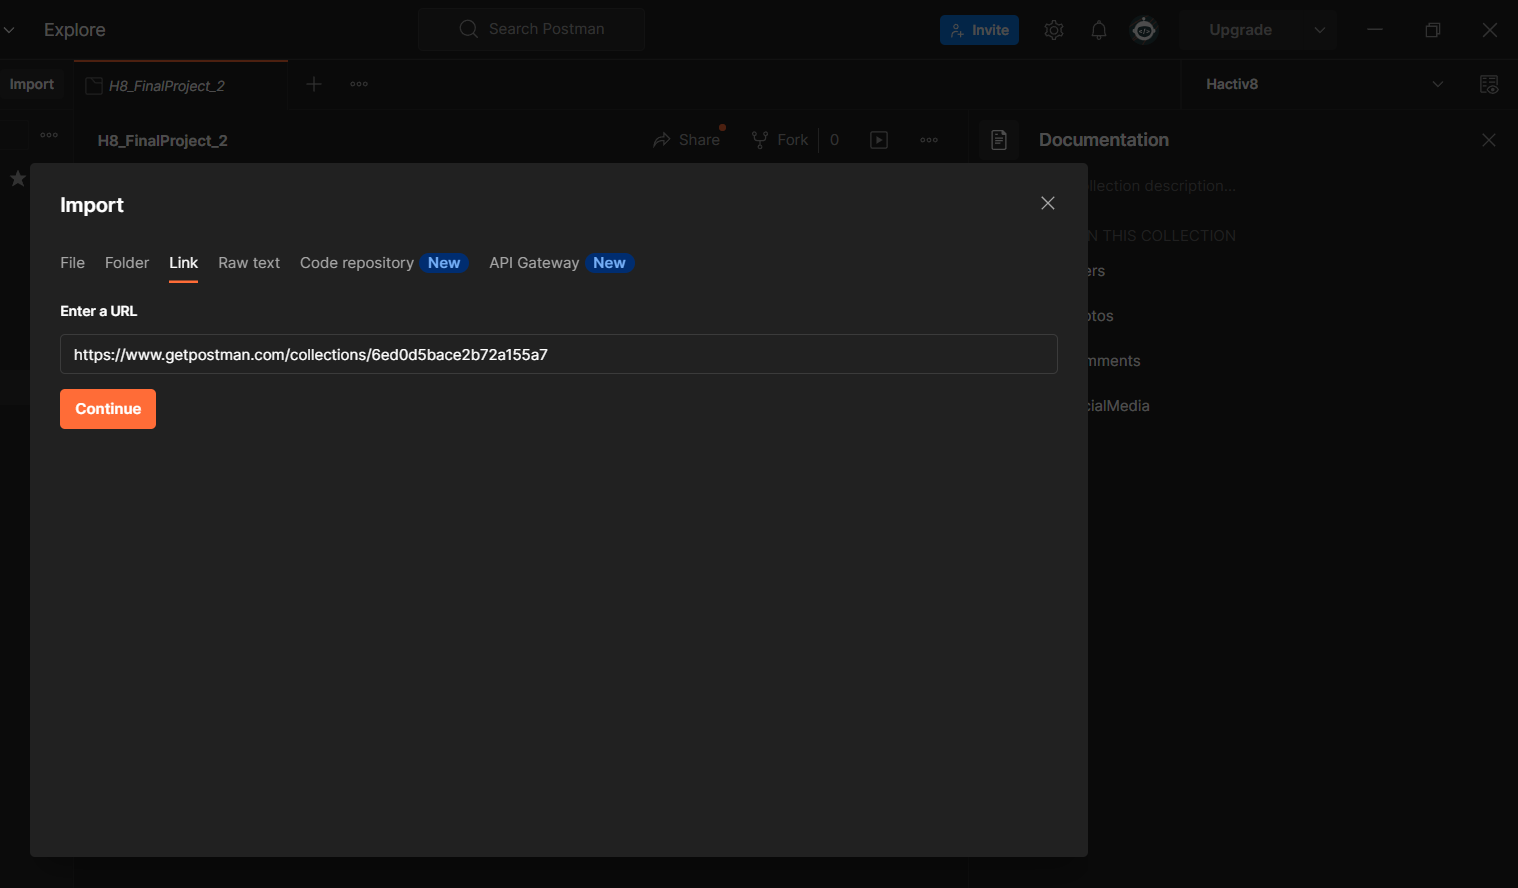 Explore
Search Postman
Invite
Upgrade
Import
H8_FinalProject_2
Hactiv8
H8_FinalProject_2
Share
Fork
0
Documentation
Import
File
Folder
Link
Raw text
Code repository
New
API Gateway
New
Enter a URL
https://www.getpostman.com/collections/6ed0d5bace2b72a155a7
Continue
llection description...
N THIS COLLECTION
ers
otos
mments
cialMedia